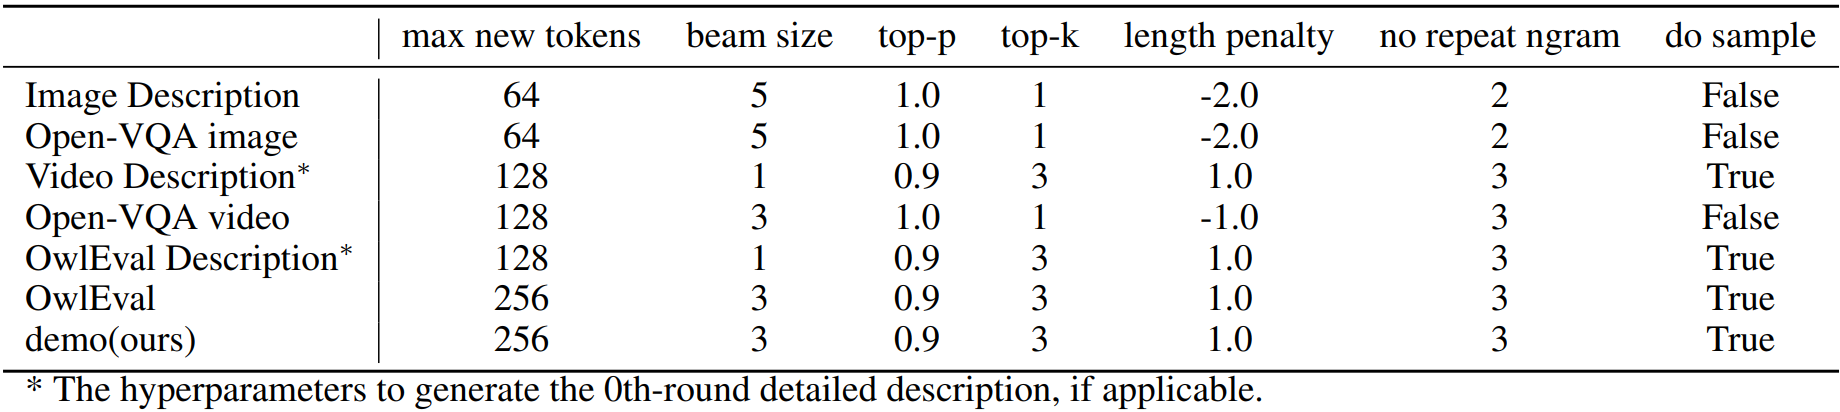 max new tokens beam size top-p top-k length penalty no repeat ngram do sample
Image Description 64 5 1.0 1 -2.0 2 False
Open-VQA image 64 5 1.0 1 -2.0 2 False
Video Description* 128 1 0.9 3 1.0 3 True
Open-VQA video 128 3 1.0 1 -1.0 3 False
OwlEval Description* 128 1 0.9 3 1.0 3 True
OwlEval 256 3 0.9 3 1.0 3 True
demo(ours) 256 3 0.9 3 1.0 3 True
* The hyperparameters to generate the 0th-round detailed description, if applicable.